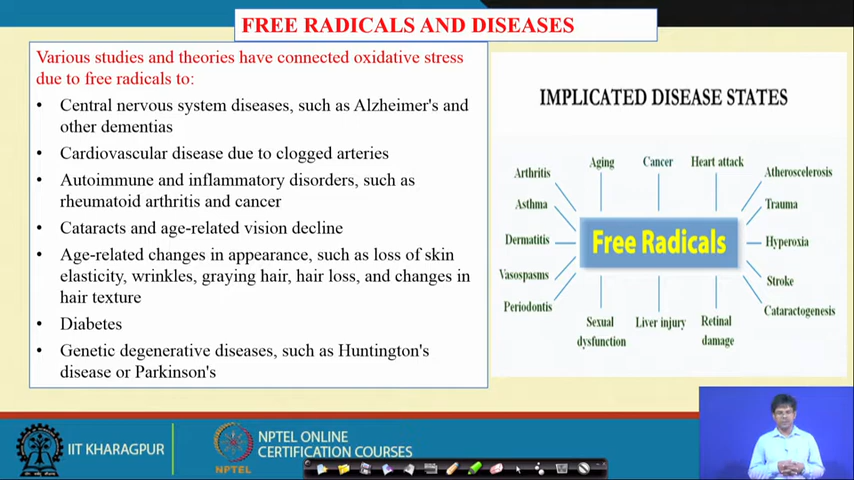 FREE RADICALS AND DISEASES
Various studies and theories have connected oxidative stress
due to free radicals to:
• Central nervous system diseases, such as Alzheimer's and
other dementias
• Cardiovascular disease due to clogged arteries
• Autoimmune and inflammatory disorders, such as
rheumatoid arthritis and cancer
• Cataracts and age-related vision decline
• Age-related changes in appearance, such as loss of skin
elasticity, wrinkles, graying hair, hair loss, and changes in
hair texture
• Diabetes
• Genetic degenerative diseases, such as Huntington's
disease or Parkinson's
IMPLICATED DISEASE STATES
Arthritis
Aging
Cancer
Heart attack
Atheroscelerosis
Asthma
Trauma
Dermatitis
Free Radicals
Hyperoxia
Vasospasms
Stroke
Periodontis
Cataractogenesis
Sexual
dysfunction
Liver injury
Retinal
damage
IIT KHARAGPUR
NPTEL
NPTEL ONLINE
CERTIFICATION COURSES